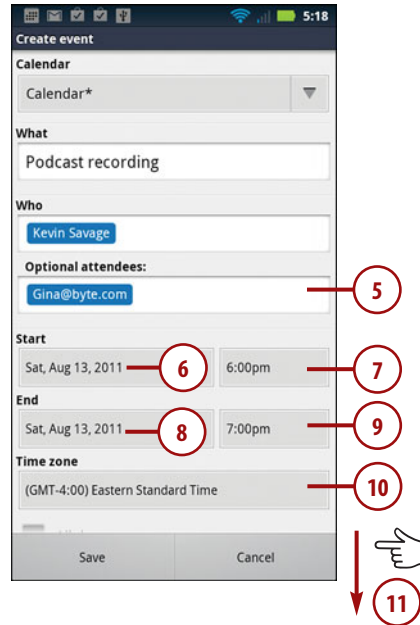 5:18
Create event
Calendar
Calendar*
What
Podcast recording
Who
Kevin Savage
Optional attendees:
Gina@byte.com
5
Start
Sat, Aug 13, 2011
6
6:00pm
7
End
Sat, Aug 13, 2011
8
7:00pm
9
Time zone
(GMT-4:00) Eastern Standard Time
10
Save
Cancel
11